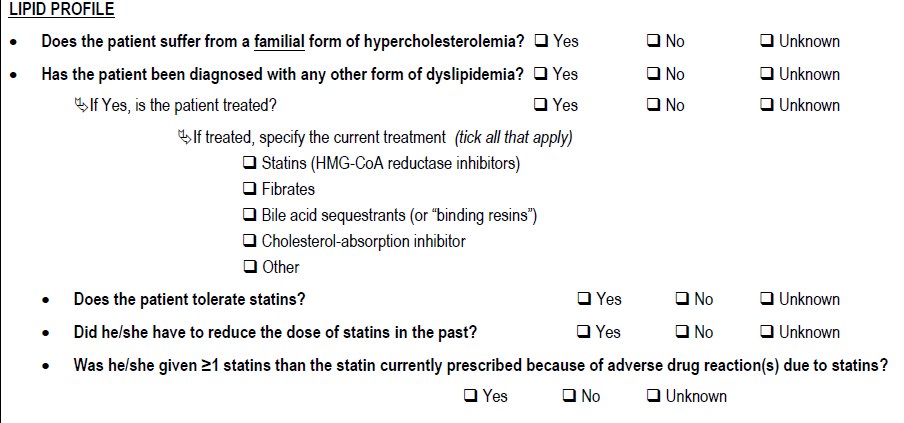 LIPID PROFILE
• Does the patient suffer from a familial form of hypercholesterolemia? ❑ Yes ❑ No ❑ Unknown
• Has the patient been diagnosed with any other form of dyslipidemia? ❑ Yes ❑ No ❑ Unknown
↳If Yes, is the patient treated? ❑ Yes ❑ No ❑ Unknown
↳If treated, specify the current treatment (tick all that apply)
❑ Statins (HMG-CoA reductase inhibitors)
❑ Fibrates
❑ Bile acid sequestrants (or “binding resins”)
❑ Cholesterol-absorption inhibitor
❑ Other
• Does the patient tolerate statins? ❑ Yes ❑ No ❑ Unknown
• Did he/she have to reduce the dose of statins in the past? ❑ Yes ❑ No ❑ Unknown
• Was he/she given ≥1 statins than the statin currently prescribed because of adverse drug reaction(s) due to statins?
❑ Yes ❑ No ❑ Unknown